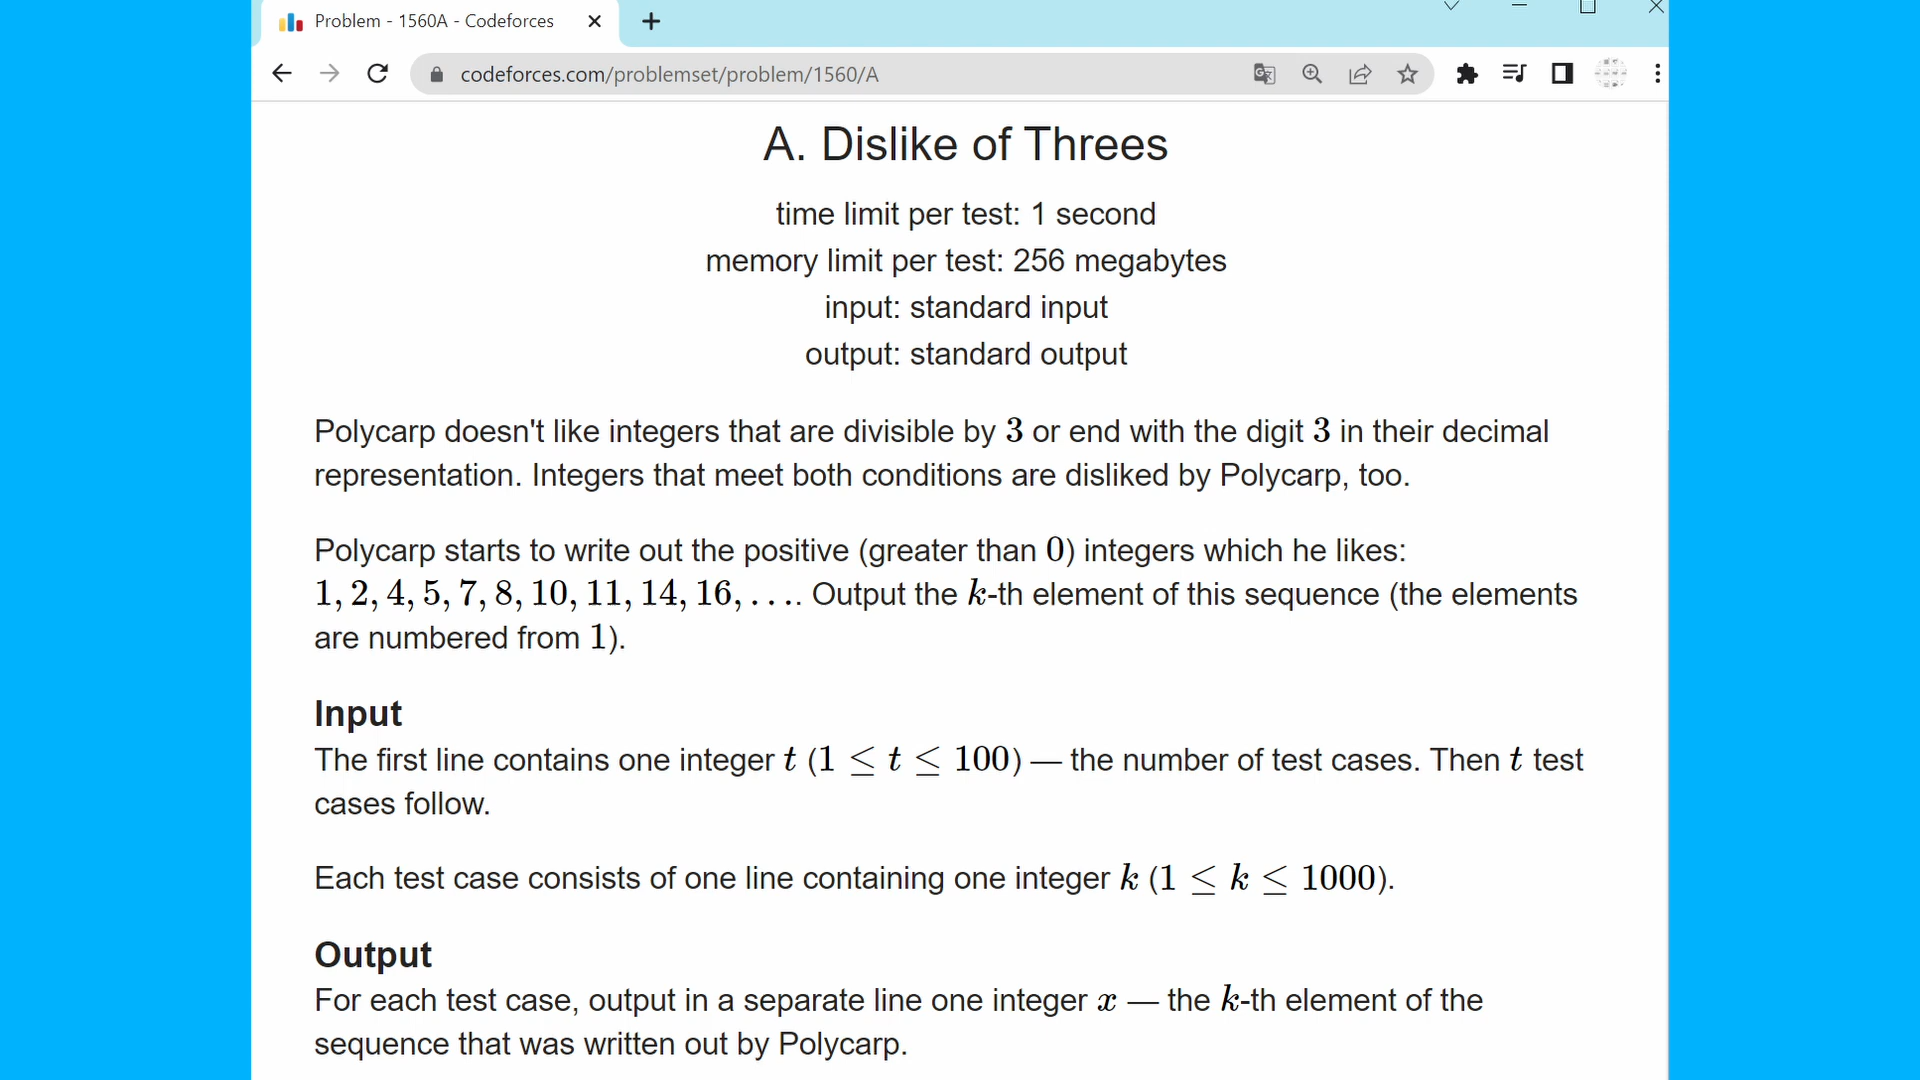 Problem - 1560A - Codeforces
codeforces.com/problemset/problem/1560/A
A. Dislike of Threes
time limit per test: 1 second
memory limit per test: 256 megabytes
input: standard input
output: standard output
Polycarp doesn't like integers that are divisible by 3 or end with the digit 3 in their decimal
representation. Integers that meet both conditions are disliked by Polycarp, too.
Polycarp starts to write out the positive (greater than 0) integers which he likes:
1, 2, 4, 5, 7, 8, 10, 11, 14, 16, . . .. Output the k-th element of this sequence (the elements
are numbered from 1).
Input
The first line contains one integer t (1 ≤ t ≤ 100) — the number of test cases. Then t test
cases follow.
Each test case consists of one line containing one integer k (1 ≤ k ≤ 1000).
Output
For each test case, output in a separate line one integer x — the k-th element of the
sequence that was written out by Polycarp.